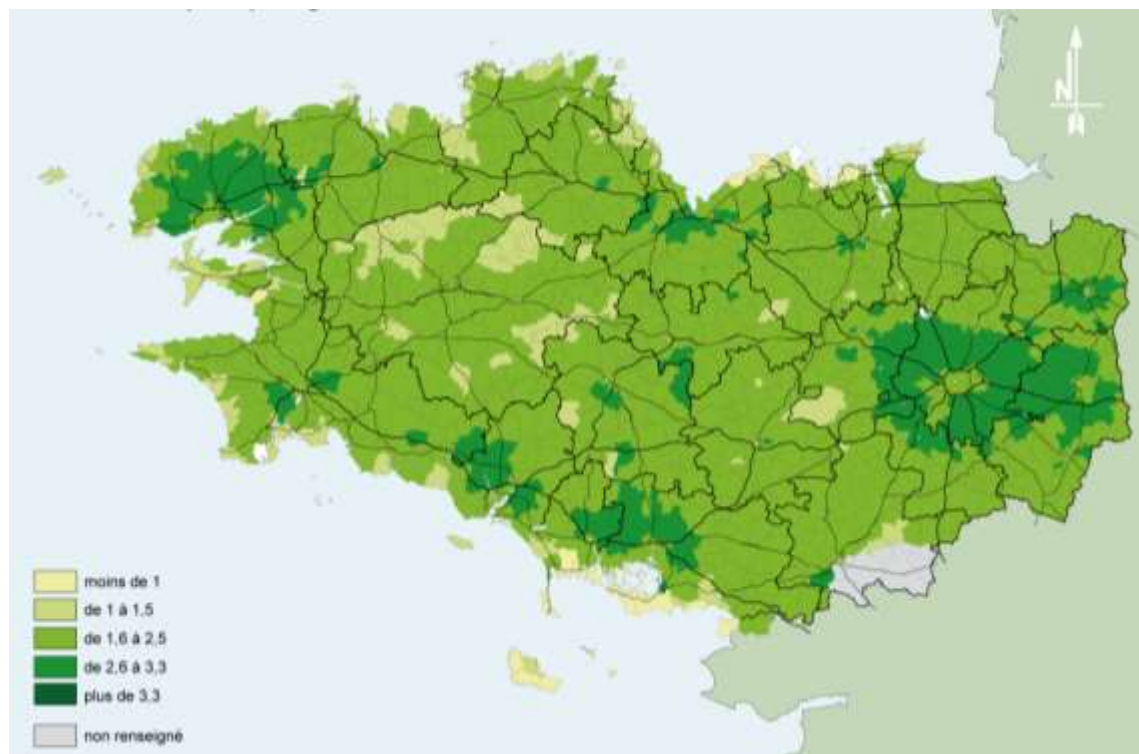 N
moins de 1
de 1 à 1,5
de 1,6 à 2,5
de 2,6 à 3,3
plus de 3,3
non renseigné